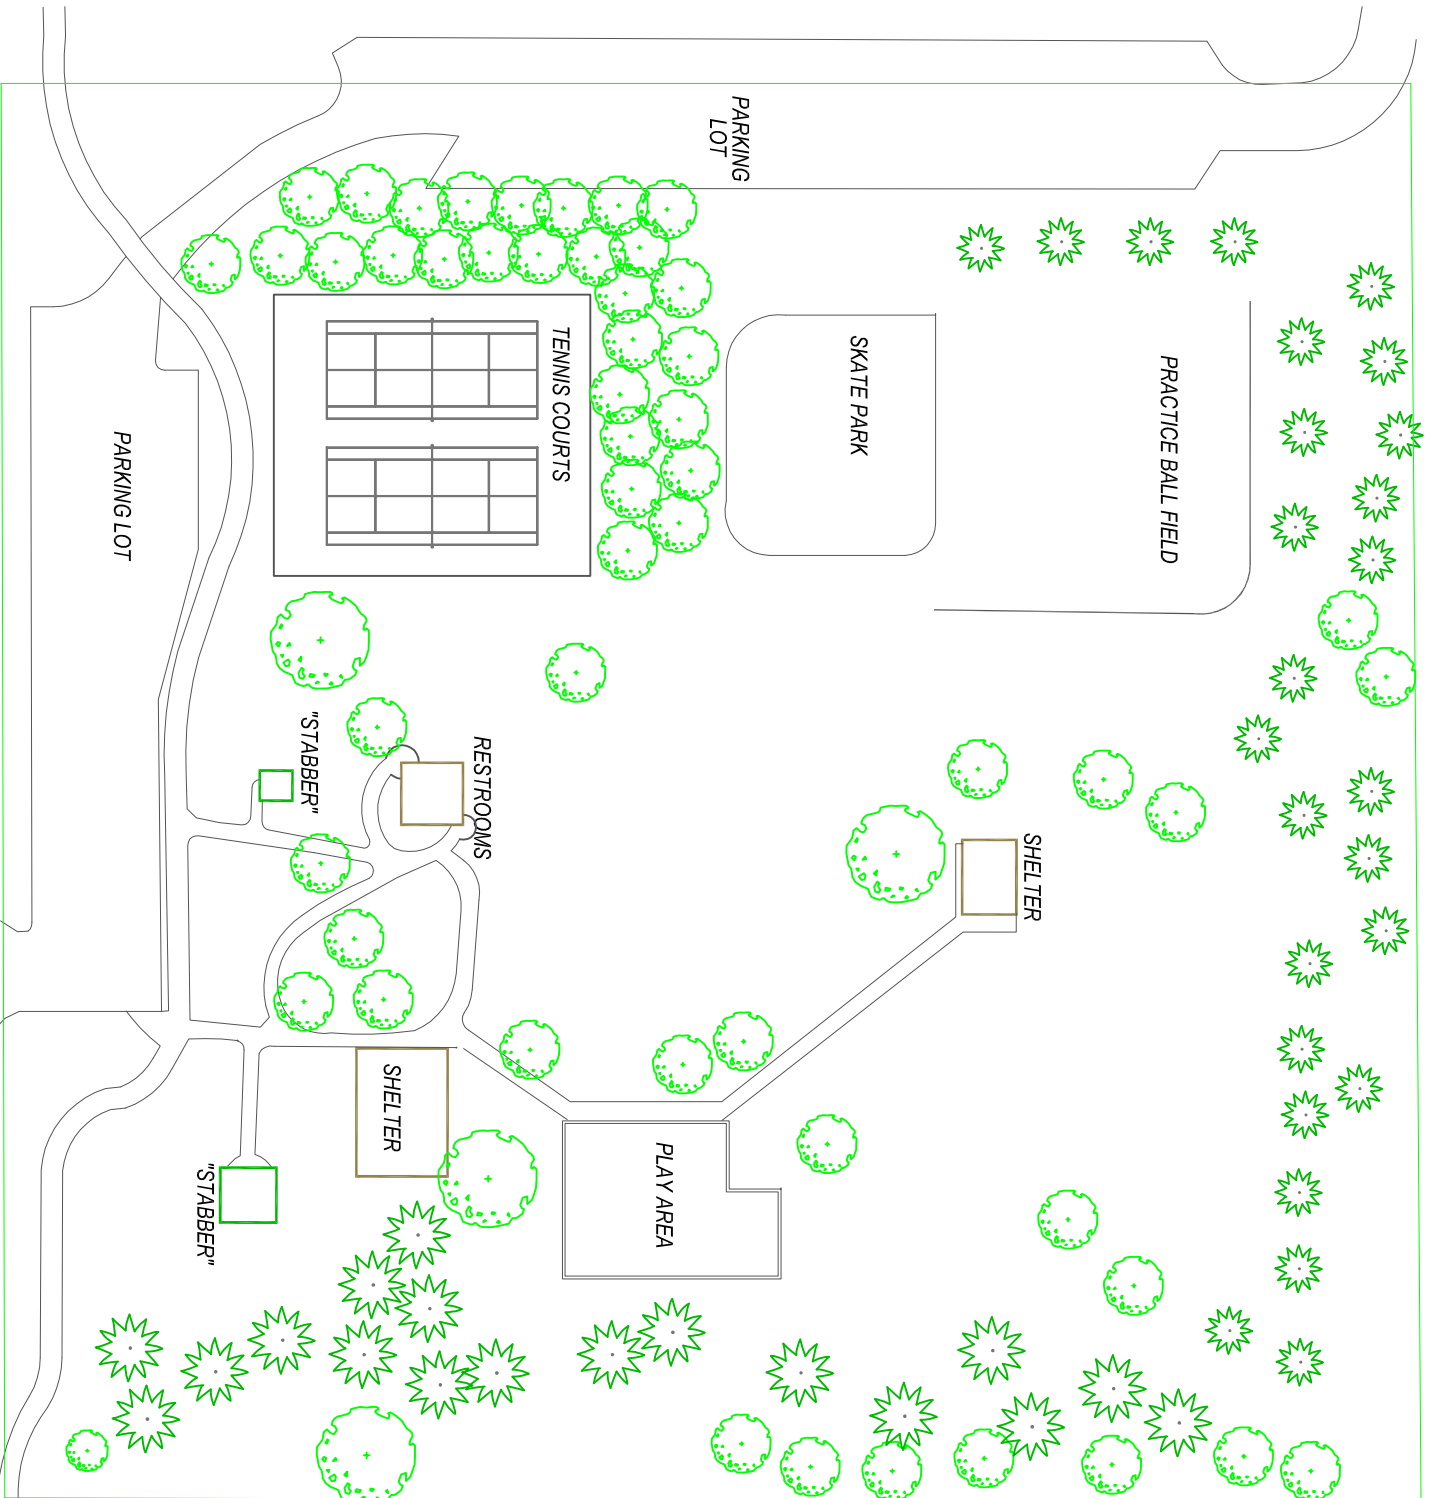 PARKING
LOT
TENNIS COURTS
SKATE PARK
PRACTICE BALL FIELD
PARKING LOT
"STABBER"
RESTROOMS
SHELTER
SHELTER
PLAY AREA
"STABBER"